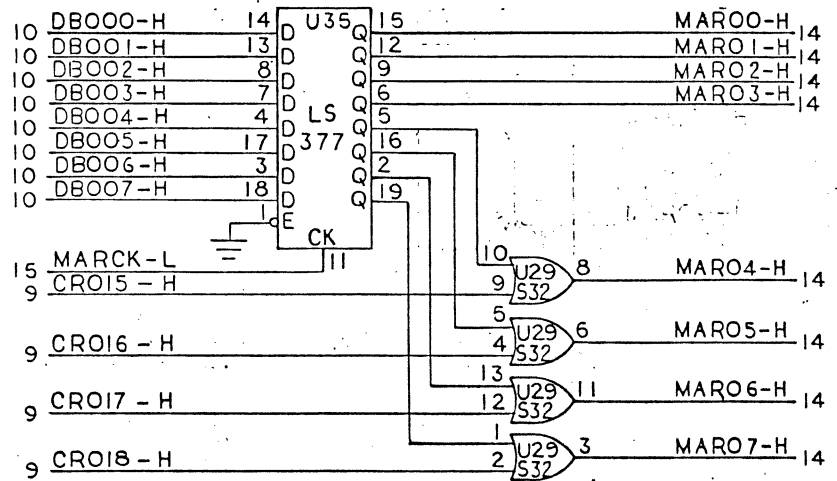 DB000-H 14 U35 15 MAR00-H
10 D Q 14
DB001-H 13 12 MAR01-H
10 D Q 14
DB002-H 8 9 MAR02-H
10 D Q 14
DB003-H 7 6 MAR03-H
10 D LS Q 14
DB004-H 4 5
10 D 377 Q
DB005-H 17 16
10 D Q
DB006-H 3 2
10 D Q
DB007-H 18 19
10 D Q
1 E
CK
11
15 MARCK-L
9 CR015-H
10 9 U29 S32 8 MAR04-H 14
9 CR016-H
5 4 U29 S32 6 MAR05-H 14
9 CR017-H
13 12 U29 S32 11 MAR06-H 14
9 CR018-H
1 2 U29 S32 3 MAR07-H 14